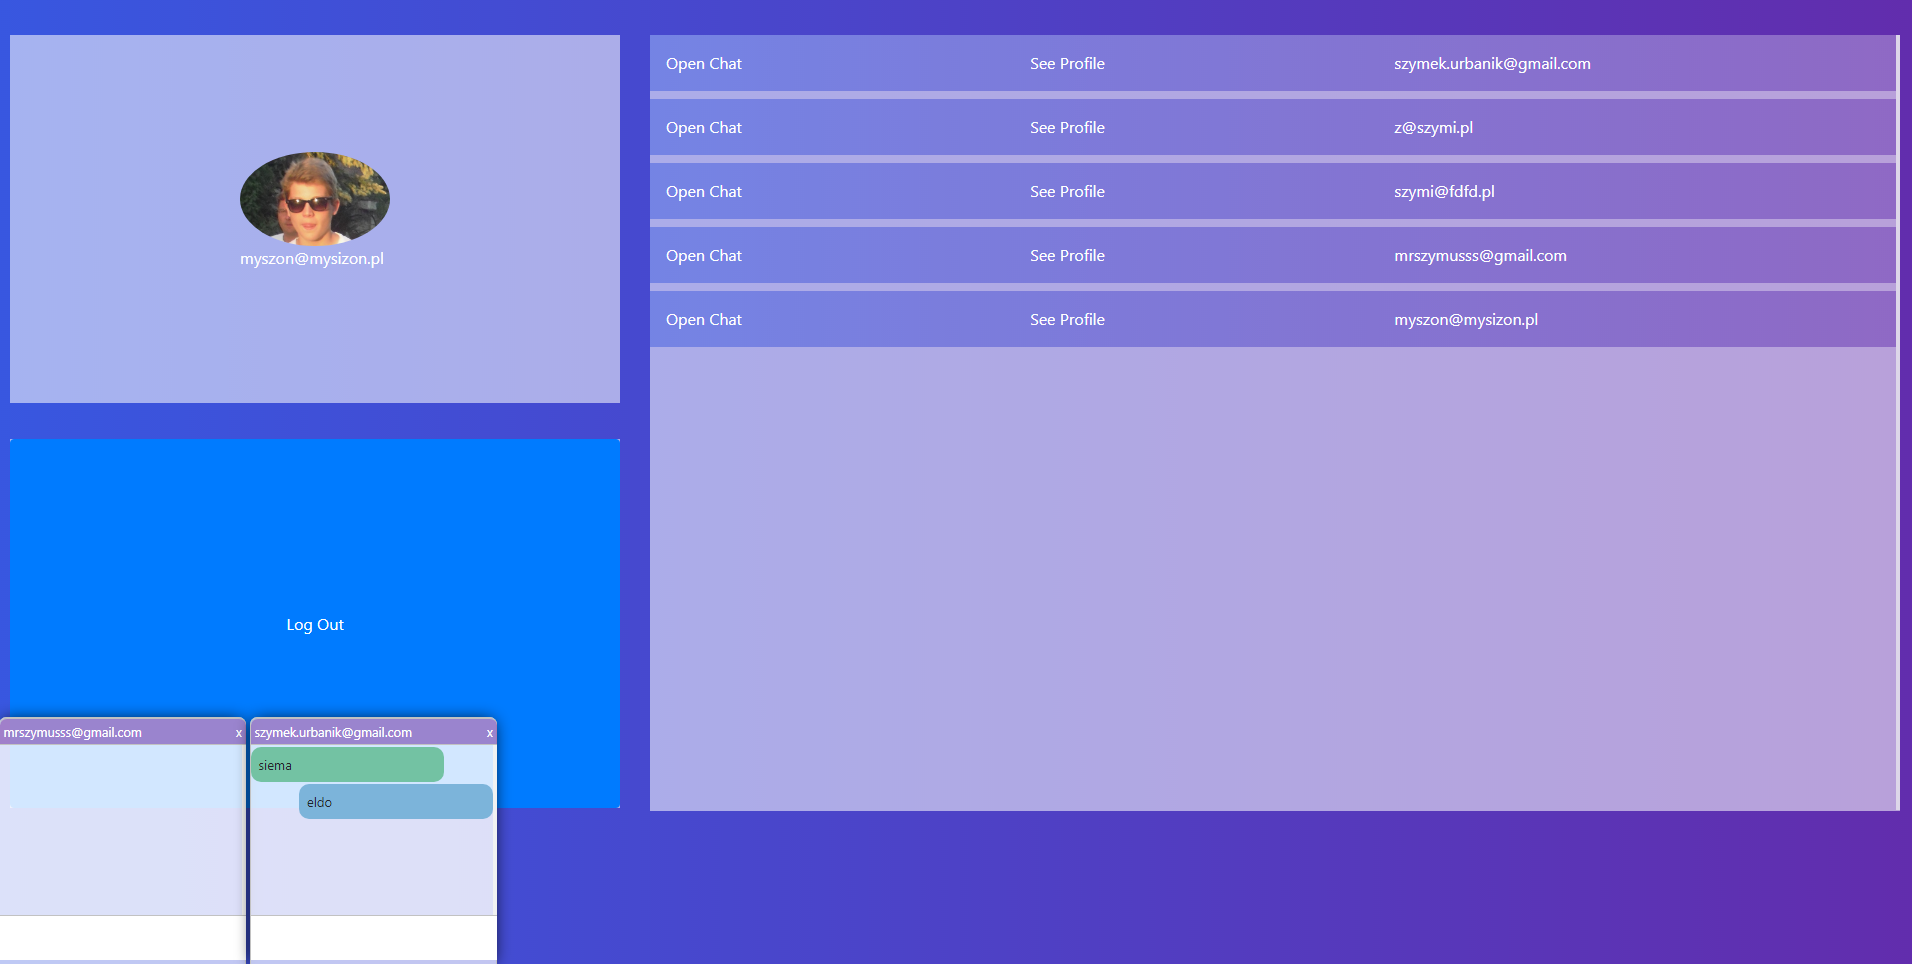 myszon@mysizon.pl
Log Out
Open Chat See Profile szymek.urbanik@gmail.com
Open Chat See Profile z@szymi.pl
Open Chat See Profile szymi@fdfd.pl
Open Chat See Profile mrszymusss@gmail.com
Open Chat See Profile myszon@mysizon.pl
mrszymusss@gmail.com x
szymek.urbanik@gmail.com x
siema
eldo